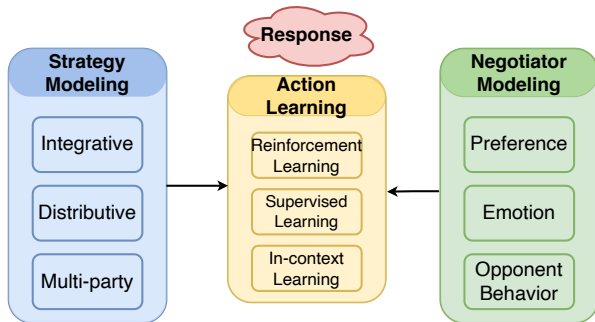 Response
Strategy
Modeling
Integrative
Distributive
Multi-party
Action
Learning
Reinforcement
Learning
Supervised
Learning
In-context
Learning
Negotiator
Modeling
Preference
Emotion
Opponent
Behavior